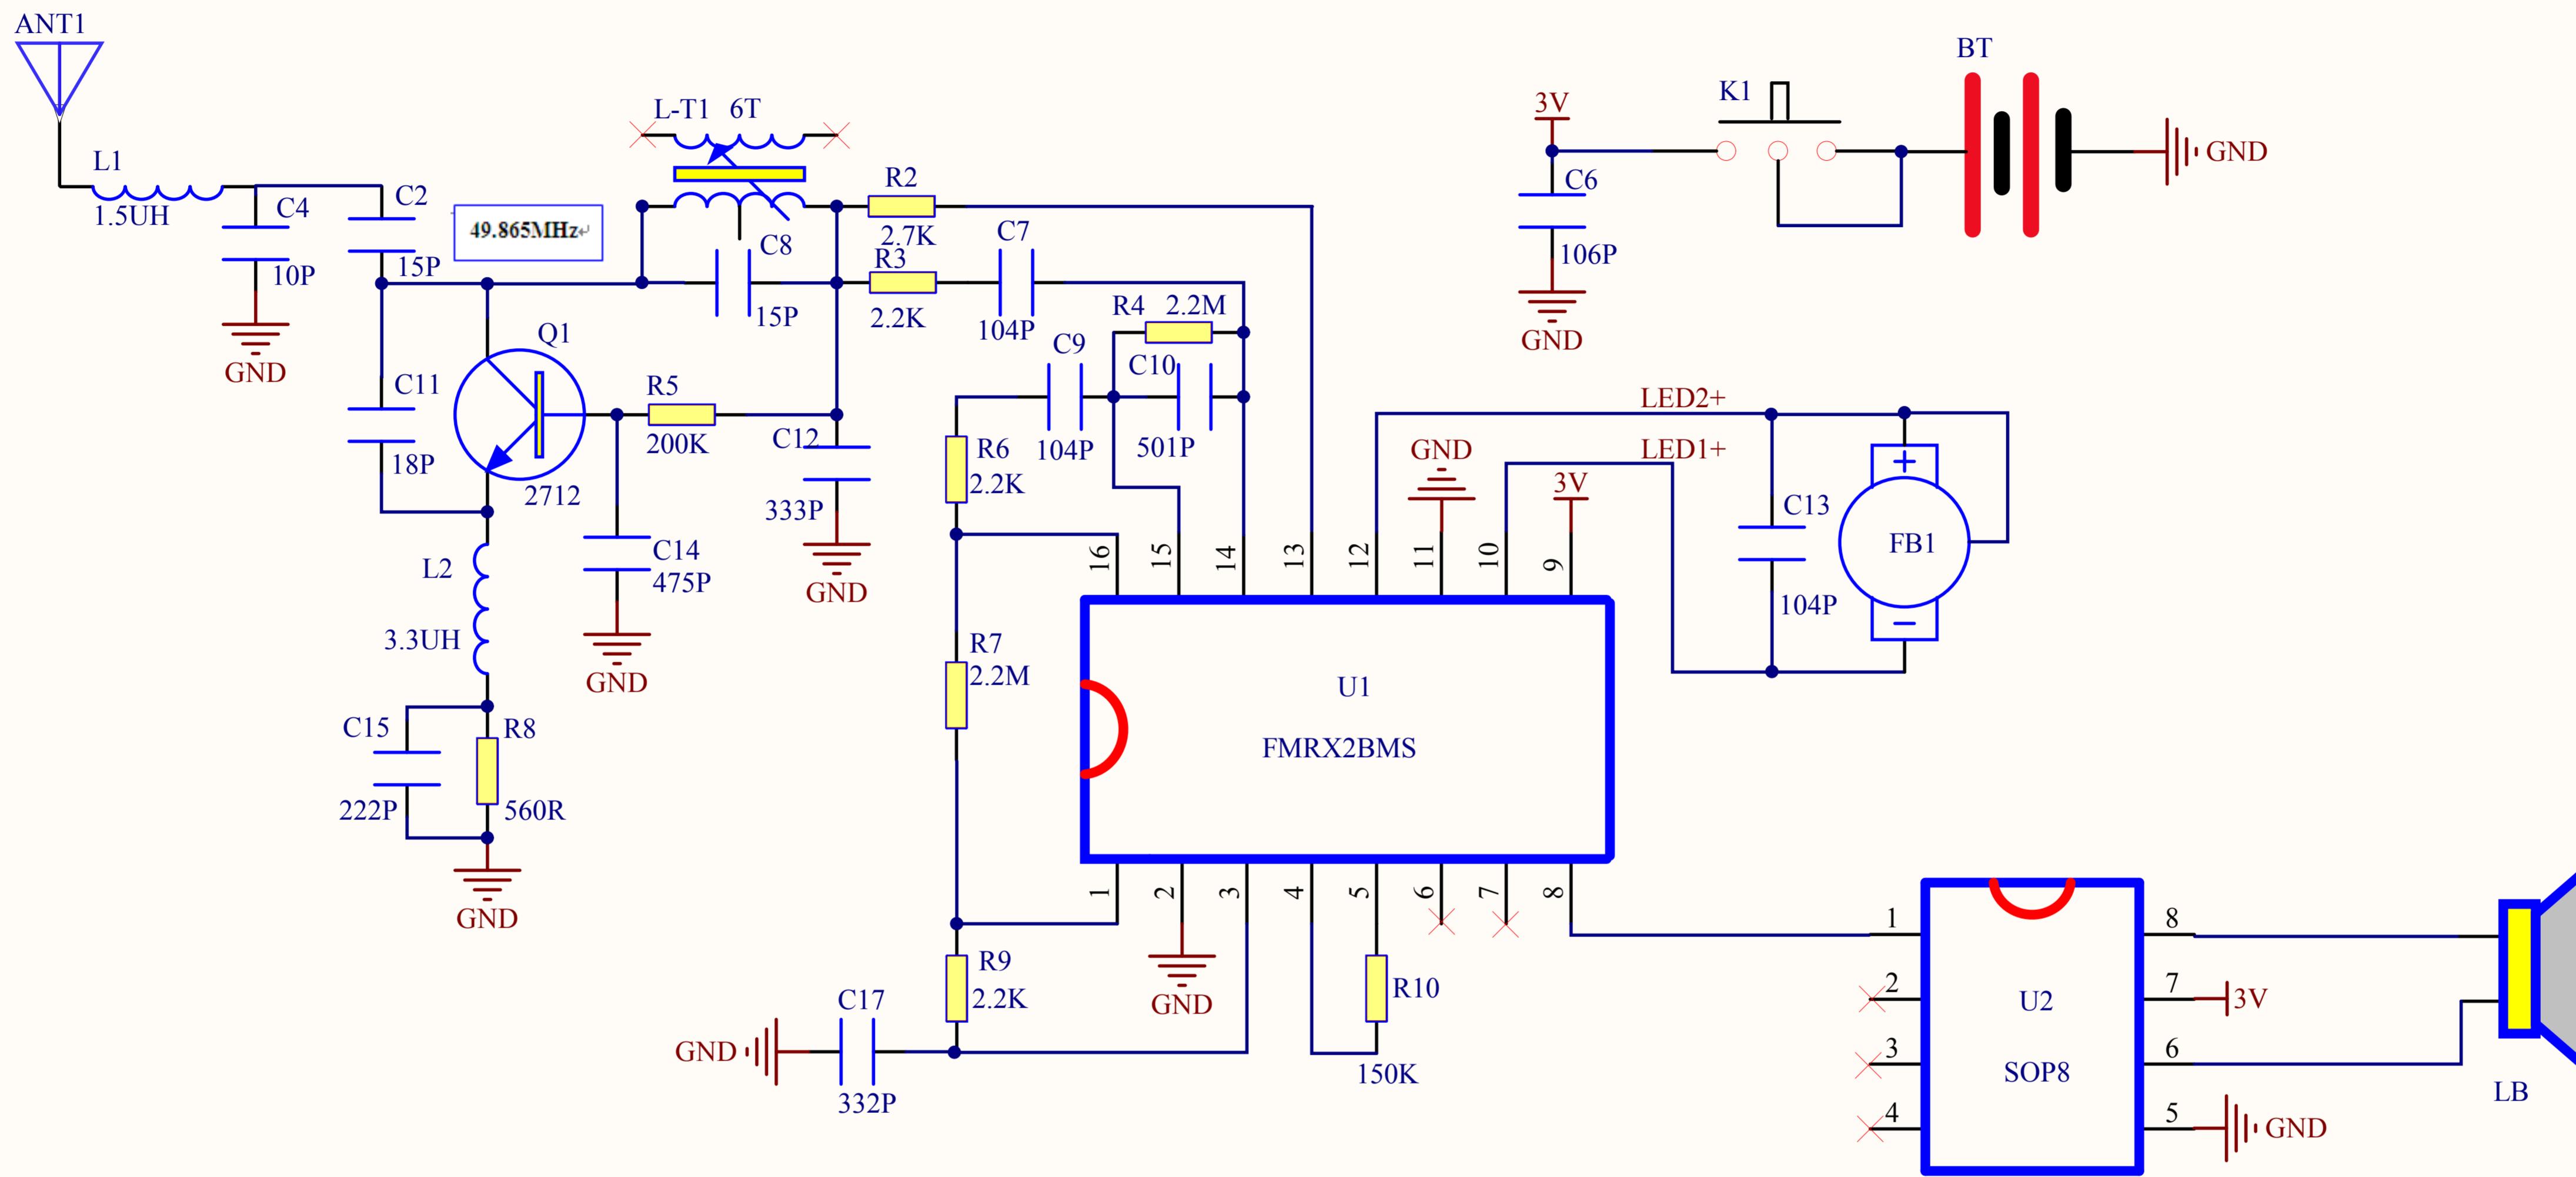 ANT1
L1
1.5UH
C4
10P
GND
C2
15P
49.865MHz↵
L-T1 6T
C8
15P
R2
2.7K
R3
2.2K
C7
104P
R4 2.2M
C9
104P
C10
501P
Q1
2712
C11
18P
R5
200K
C12
333P
GND
C14
475P
GND
L2
3.3UH
C15
222P
R8
560R
GND
R6
2.2K
R7
2.2M
R9
2.2K
C17
332P
GND
3V
C6
106P
GND
K1
BT
GND
LED2+
LED1+
GND
3V
C13
104P
FB1
+
−
16
15
14
13
12
11
10
9
U1
FMRX2BMS
1
2
3
4
5
6
7
8
GND
R10
150K
1
2
3
4
U2
SOP8
8
7
6
5
3V
GND
LB